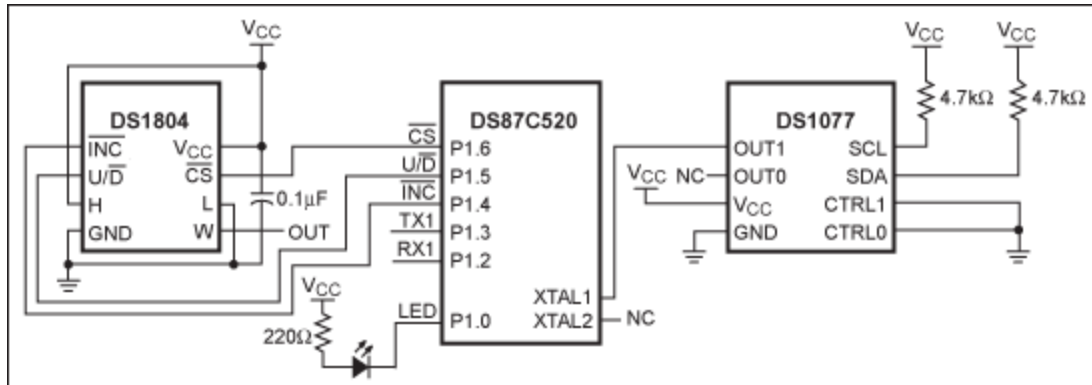 VCC
DS1804
INC
U/D
H
GND
VCC
CS
L
W
0.1µF
OUT
DS87C520
CS
U/D
INC
TX1
RX1
LED
P1.6
P1.5
P1.4
P1.3
P1.2
P1.0
XTAL1
XTAL2
NC
VCC
220Ω
DS1077
OUT1
OUT0
VCC
GND
SCL
SDA
CTRL1
CTRL0
NC
VCC
VCC
4.7kΩ
VCC
4.7kΩ